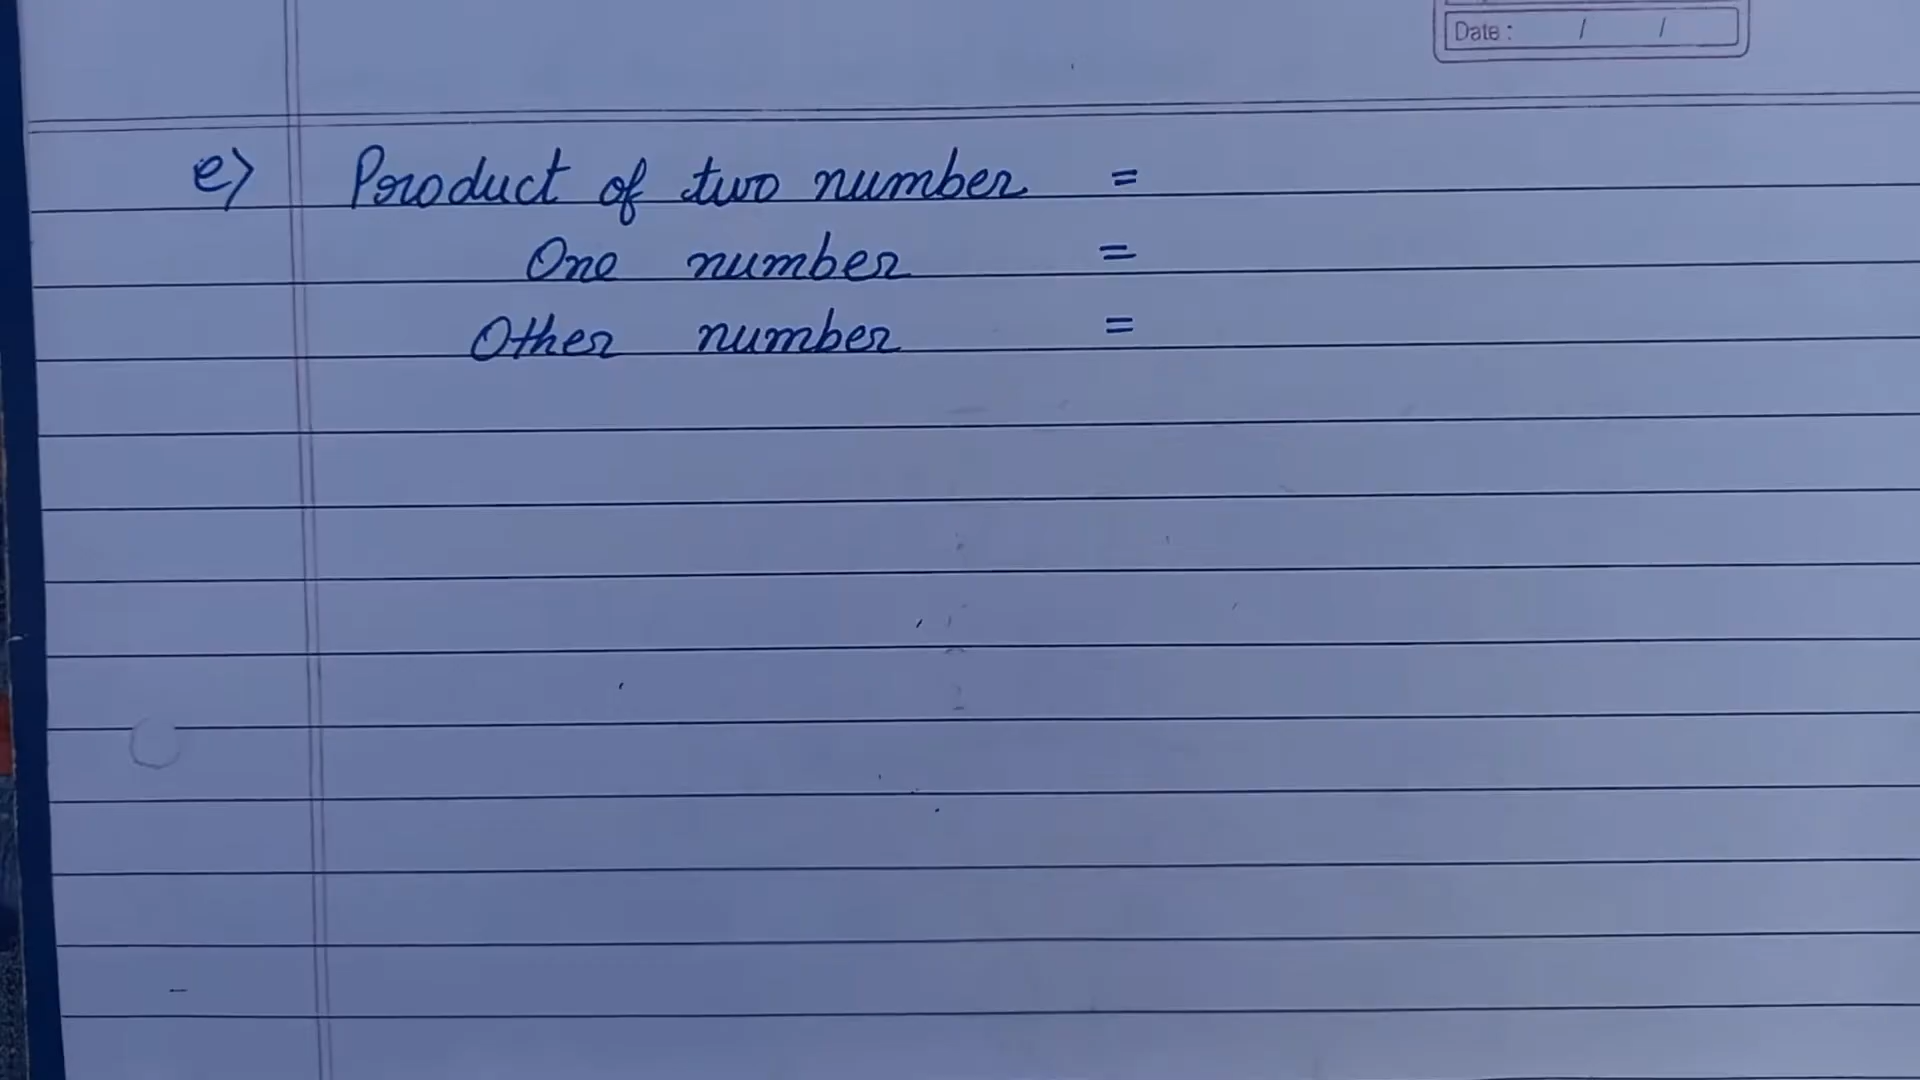 Date : / /
e) Product of two number =
One number =
Other number =